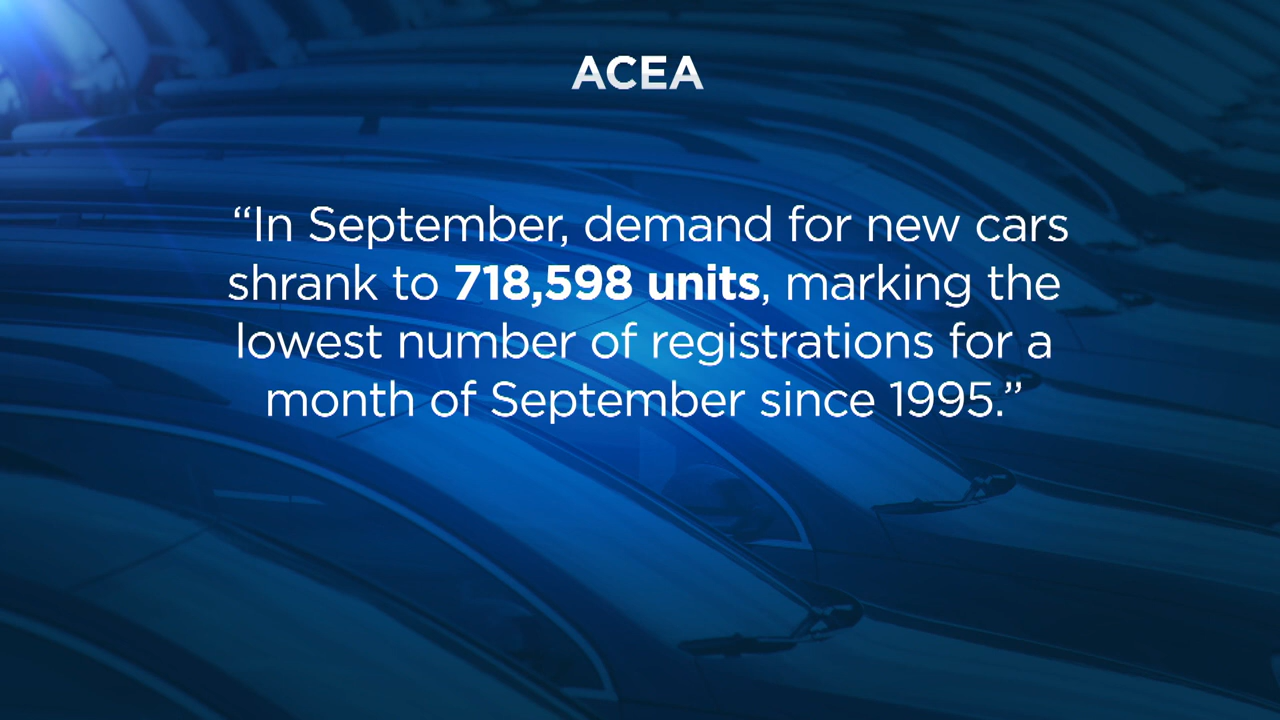 ACEA
“In September, demand for new cars
shrank to 718,598 units, marking the
lowest number of registrations for a
month of September since 1995.”